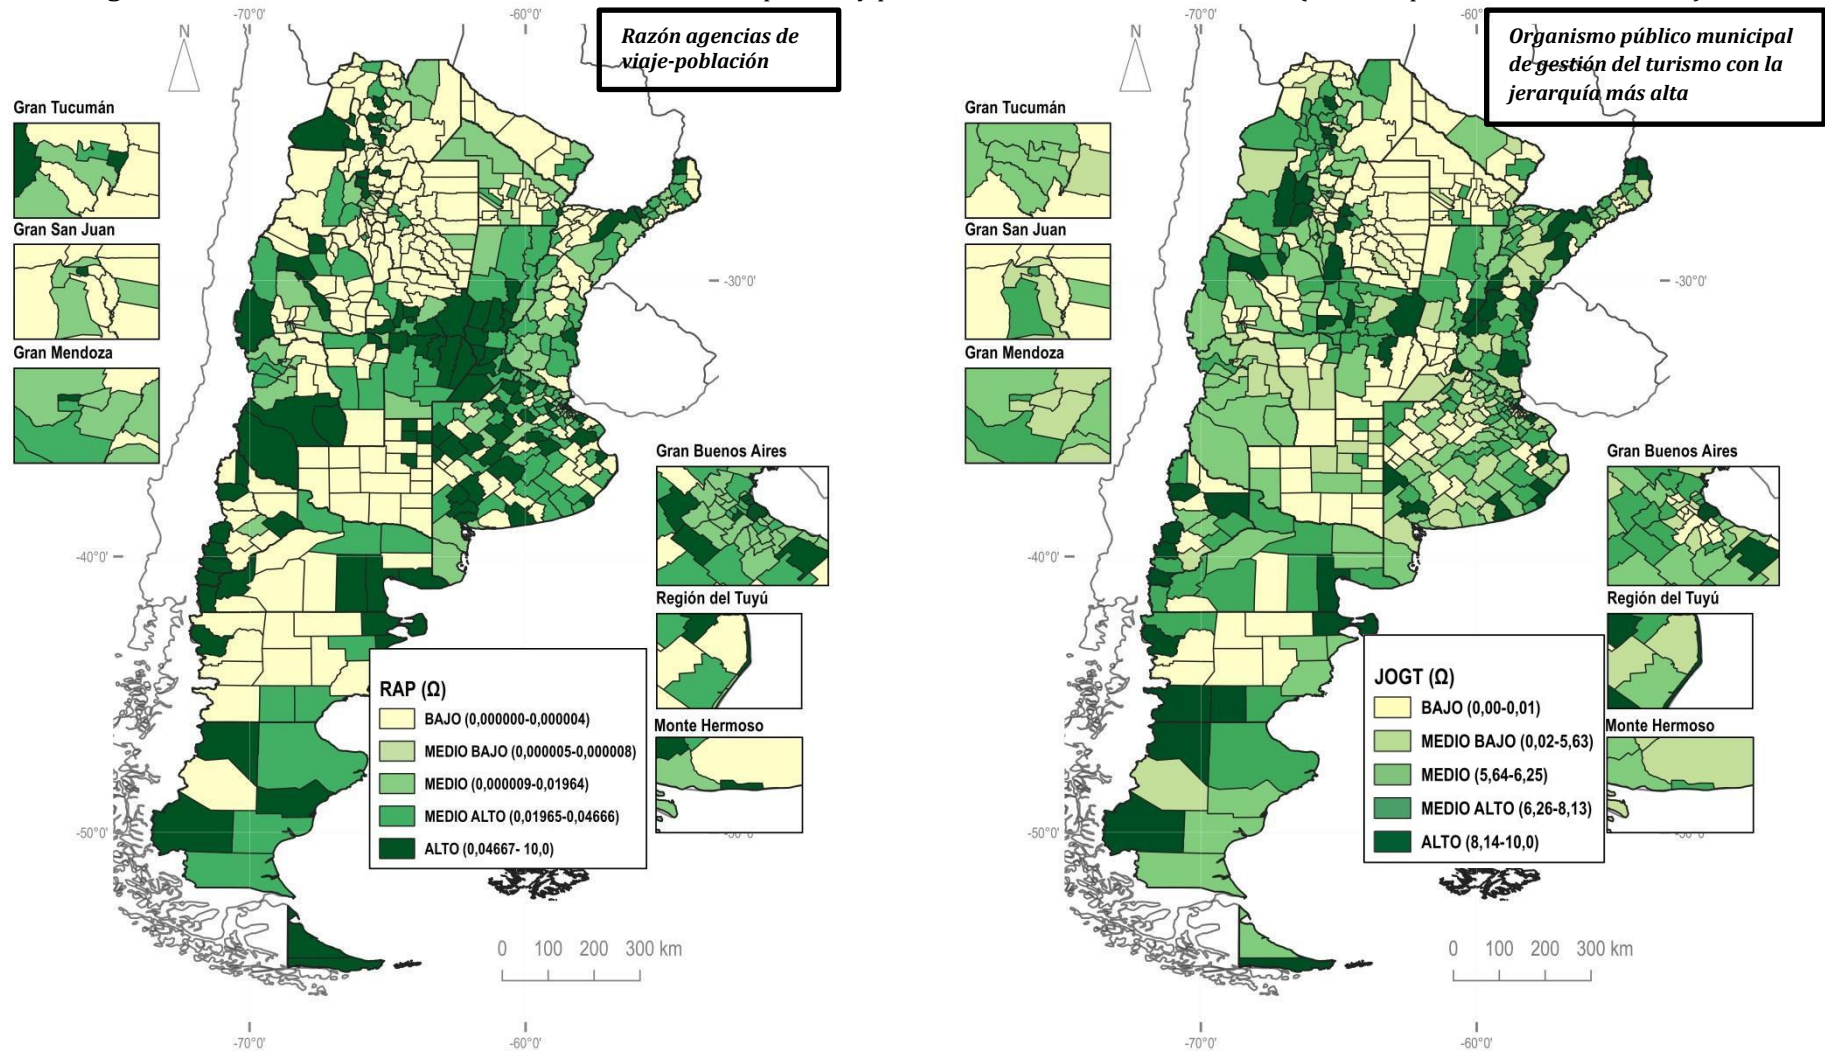 -70°0'
-60°0'
N
Razón agencias de
viaje-población
Gran Tucumán
Gran San Juan
-30°0'
Gran Mendoza
Gran Buenos Aires
-40°0'
Región del Tuyú
RAP (Ω)
BAJO (0,000000-0,000004)
MEDIO BAJO (0,000005-0,000008)
MEDIO (0,000009-0,01964)
MEDIO ALTO (0,01965-0,04666)
ALTO (0,04667- 10,0)
Monte Hermoso
-50°0'
0 100 200 300 km
-70°0'
-60°0'
-70°0'
N
Organismo público municipal
de gestión del turismo con la
jerarquía más alta
Gran Tucumán
Gran San Juan
-30°0'
Gran Mendoza
Gran Buenos Aires
-40°0'
Región del Tuyú
JOGT (Ω)
BAJO (0,00-0,01)
MEDIO BAJO (0,02-5,63)
MEDIO (5,64-6,25)
MEDIO ALTO (6,26-8,13)
ALTO (8,14-10,0)
Monte Hermoso
-50°0'
0 100 200 300 km
-70°0'
-60°0'